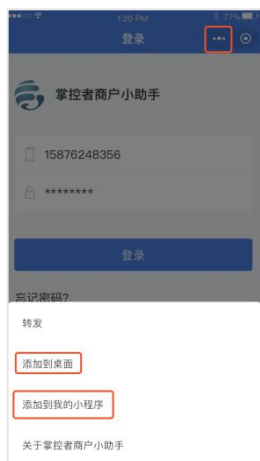 1:20 PM
77%
登录
掌控者商户小助手
15876248356
********
登录
忘记密码?
转发
添加到桌面
添加到我的小程序
关于掌控者商户小助手